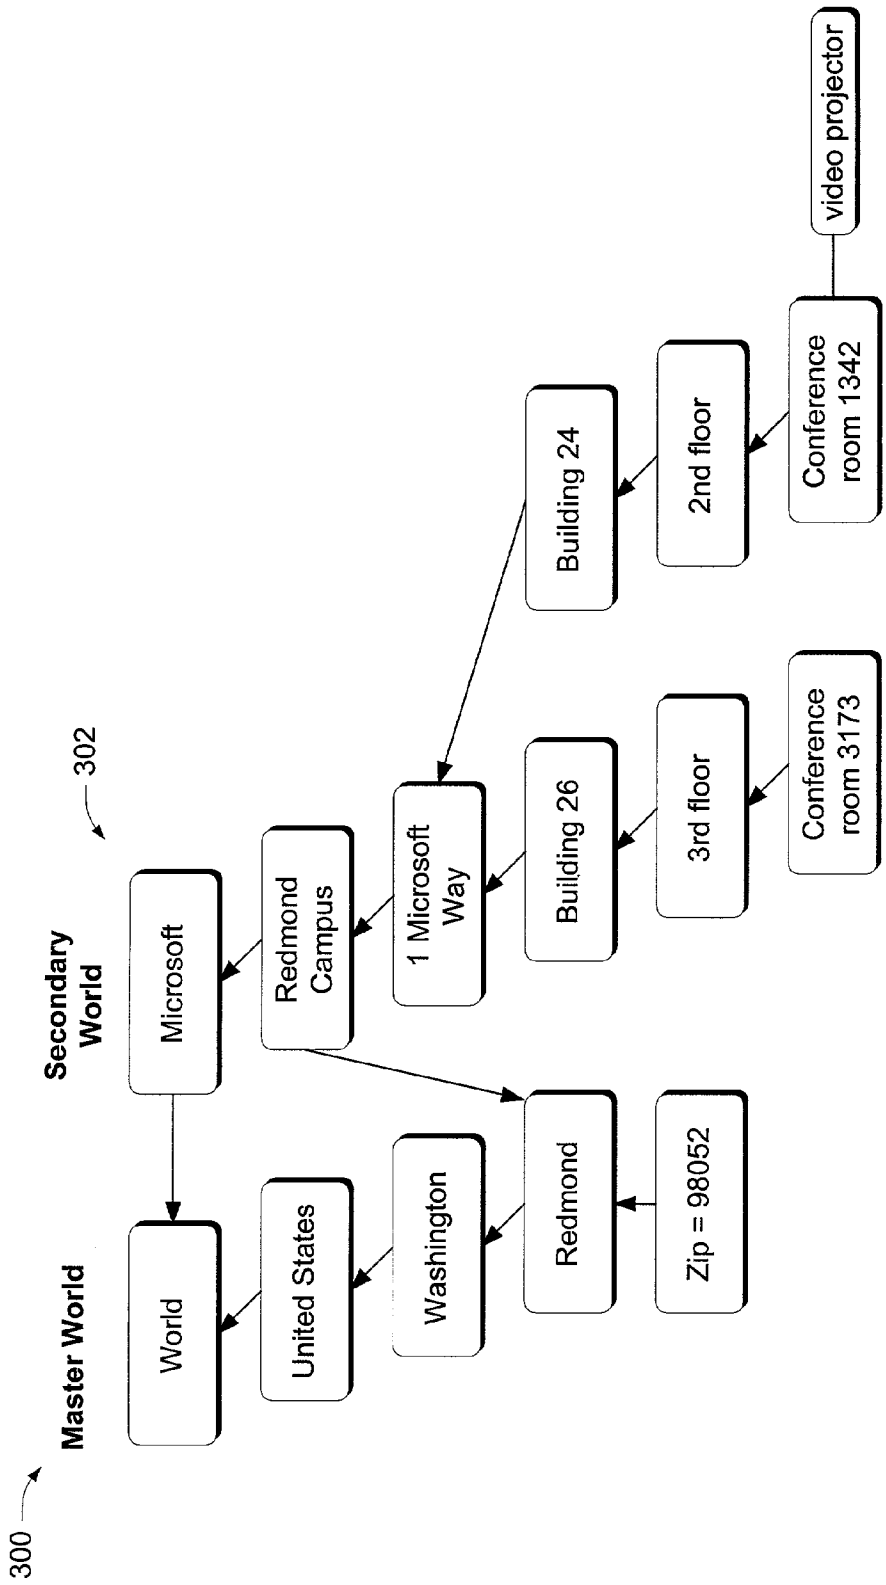 300
Master World
World
United States
Washington
Redmond
Zip = 98052
Secondary
World
302
Microsoft
Redmond
Campus
1 Microsoft
Way
Building 26
3rd floor
Conference
room 3173
Building 24
2nd floor
Conference
room 1342
video projector